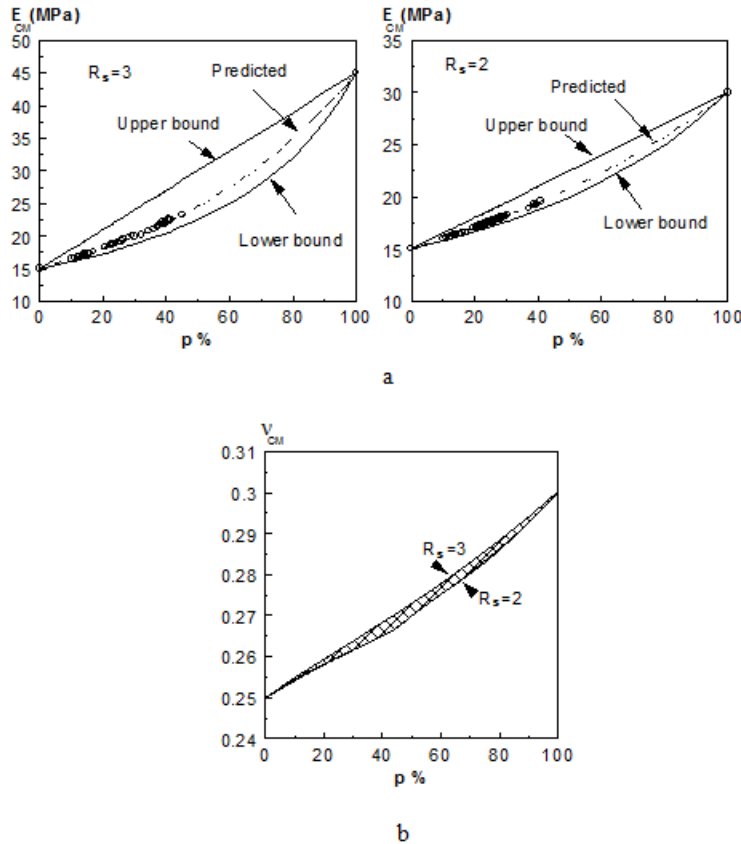 E_CM (MPa)
50
45
40
35
30
25
20
15
10
R_s=3
Predicted
Upper bound
Lower bound
0 20 40 60 80 100
p %
E_CM (MPa)
35
30
25
20
15
10
R_s=2
Predicted
Upper bound
Lower bound
0 20 40 60 80 100
p %
a
ν_CM
0.31
0.3
0.29
0.28
0.27
0.26
0.25
0.24
R_s=3
R_s=2
0 20 40 60 80 100
p %
b